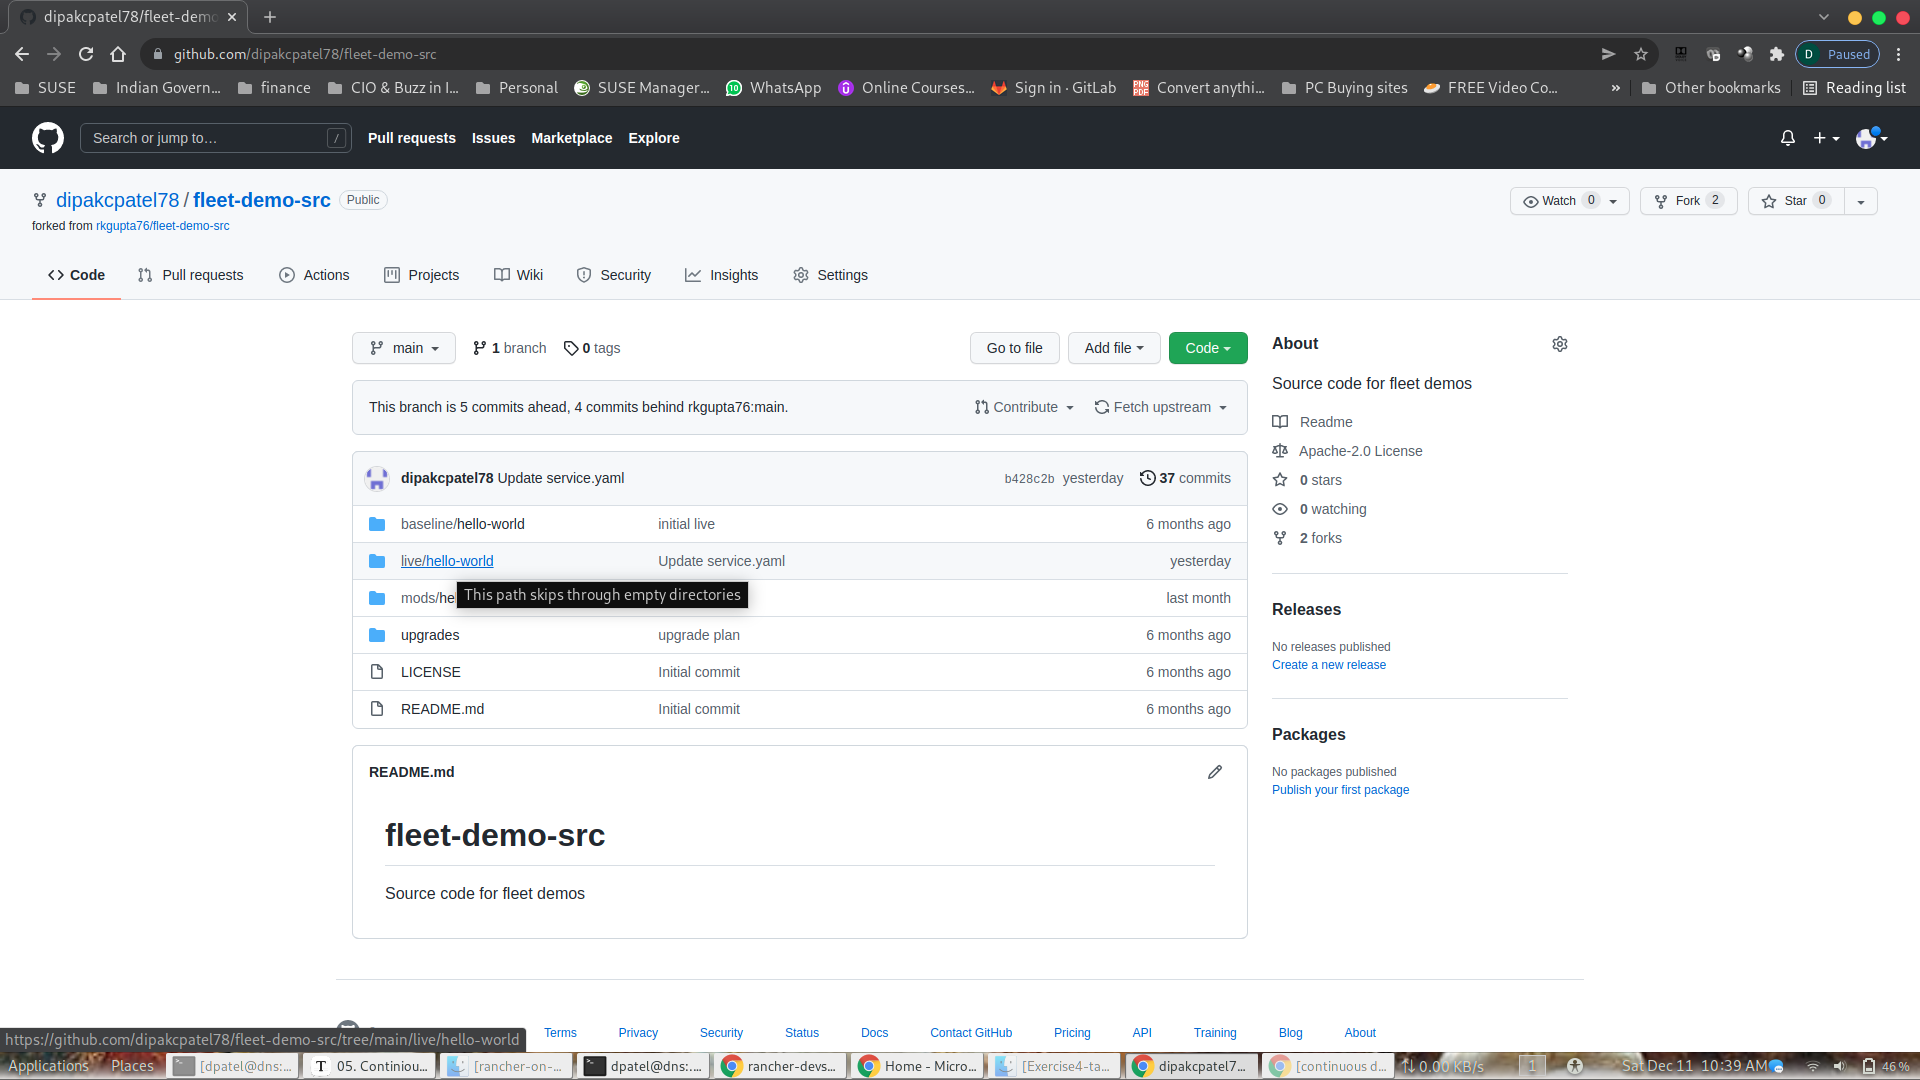 dipakcpatel78/fleet-demo
github.com/dipakcpatel78/fleet-demo-src
D Paused
SUSE Indian Govern... finance CIO & Buzz in I... Personal SUSE Manager... WhatsApp Online Courses... Sign in · GitLab Convert anythi... PC Buying sites FREE Video Co... » Other bookmarks Reading list
Search or jump to… / Pull requests Issues Marketplace Explore
dipakcpatel78 / fleet-demo-src Public Watch 0 Fork 2 Star 0
forked from rkgupta76/fleet-demo-src
Code Pull requests Actions Projects Wiki Security Insights Settings
main 1 branch 0 tags Go to file Add file Code
This branch is 5 commits ahead, 4 commits behind rkgupta76:main. Contribute Fetch upstream
dipakcpatel78 Update service.yaml b428c2b yesterday 37 commits
baseline/hello-world initial live 6 months ago
live/hello-world Update service.yaml yesterday
mods/he last month
This path skips through empty directories
upgrades upgrade plan 6 months ago
LICENSE Initial commit 6 months ago
README.md Initial commit 6 months ago
README.md
fleet-demo-src
Source code for fleet demos
About
Source code for fleet demos
Readme
Apache-2.0 License
0 stars
0 watching
2 forks
Releases
No releases published
Create a new release
Packages
No packages published
Publish your first package
Terms Privacy Security Status Docs Contact GitHub Pricing API Training Blog About
https://github.com/dipakcpatel78/fleet-demo-src/tree/main/live/hello-world
Applications Places [dpatel@dns:... T 05. Continiou... [rancher-on-... dpatel@dns:... rancher-devs... Home - Micro... [Exercise4-ta... dipakcpatel7... [continuous d... 0.00 KB/s 1 Sat Dec 11 10:39 AM 46 %